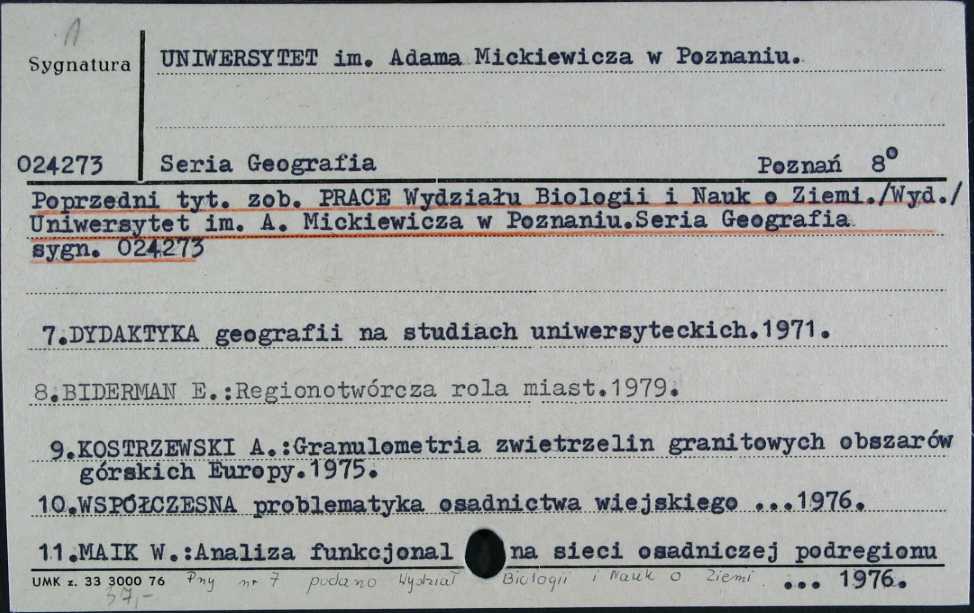 1
Sygnatura
UNIWERSYTET im. Adama Mickiewicza w Poznaniu.
024273 Seria Geografia Poznań 8°
Poprzedni tyt. zob. PRACE Wydziału Biologii i Nauk o Ziemi./Wyd./
Uniwersytet im. A. Mickiewicza w Poznaniu.Seria Geografia
sygn. 024273
7.DYDAKTYKA geografii na studiach uniwersyteckich.1971.
8.BIDERMAN E.:Regionotwórcza rola miast.1979.
9.KOSTRZEWSKI A.:Granulometria zwietrzelin granitowych obszarów
górskich Europy.1975.
10.WSPÓŁCZESNA problematyka osadnictwa wiejskiego ...1976.
11.MAIK W.:Analiza funkcjonal na sieci osadniczej podregionu
... 1976.
UMK z. 33 3000 76 Przy nr 7 podano Wydział Biologii i Nauk o Ziemi
37,-